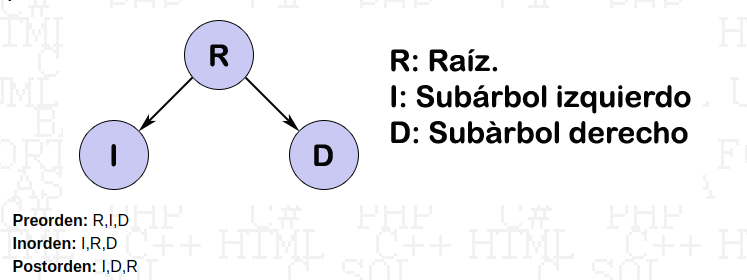 R
R: Raíz.
I: Subárbol izquierdo
D: Subàrbol derecho
I
D
Preorden: R,I,D
Inorden: I,R,D
Postorden: I,D,R